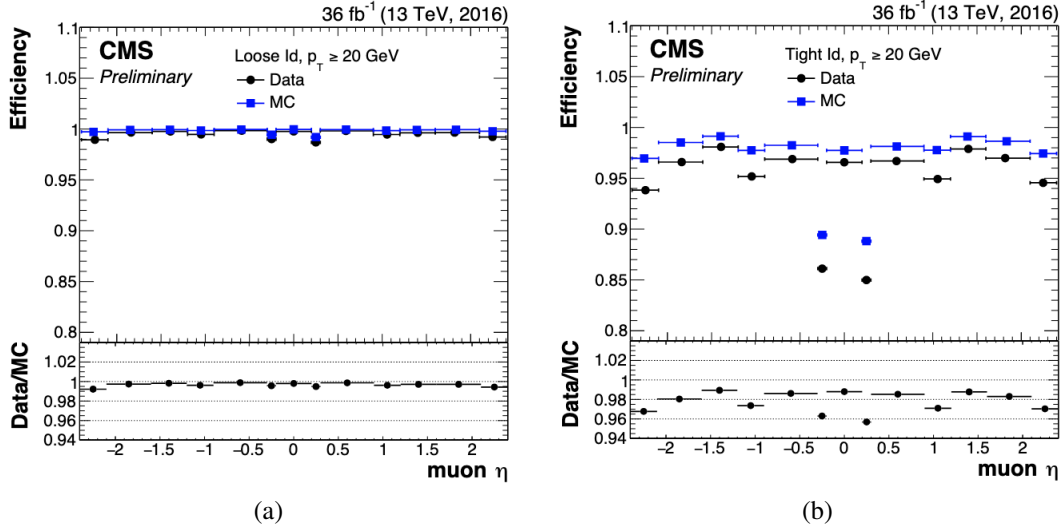 36 fb⁻¹ (13 TeV, 2016)
Efficiency
1.1
1.05
1
0.95
0.9
0.85
0.8
CMS
Preliminary
Loose Id, p_T ≥ 20 GeV
Data
MC
Data/MC
1.02
1
0.98
0.96
0.94
−2 −1.5 −1 −0.5 0 0.5 1 1.5 2
muon η
(a)
36 fb⁻¹ (13 TeV, 2016)
Efficiency
1.1
1.05
1
0.95
0.9
0.85
0.8
CMS
Preliminary
Tight Id, p_T ≥ 20 GeV
Data
MC
Data/MC
1.02
1
0.98
0.96
0.94
−2 −1.5 −1 −0.5 0 0.5 1 1.5 2
muon η
(b)